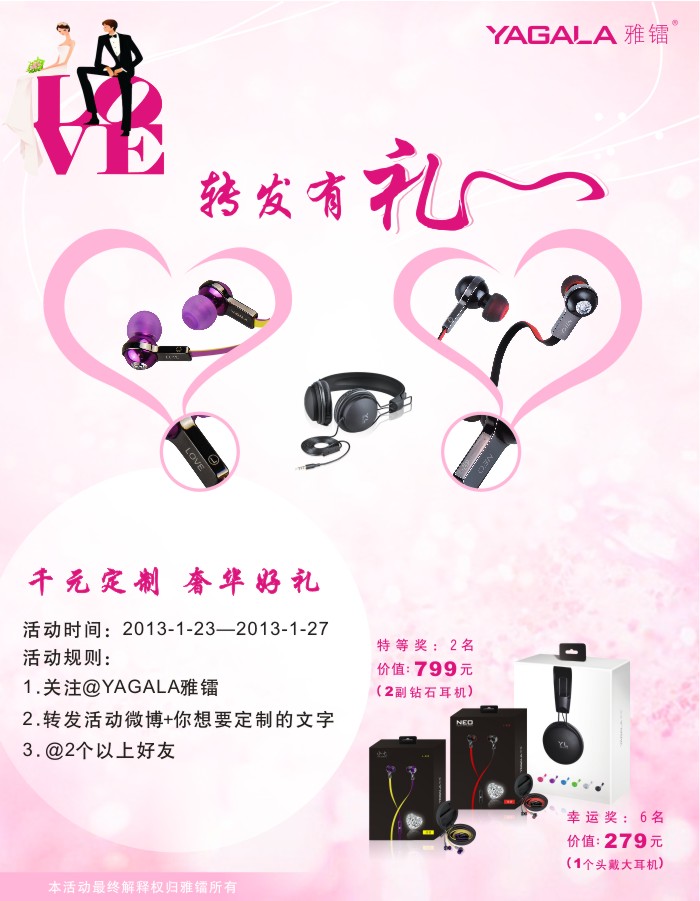 YAGALA 雅镭®
LOVE
转发有礼
LOVE
NEO
千元定制 奢华好礼
活动时间：2013-1-23—2013-1-27
活动规则：
1.关注@YAGALA雅镭
2.转发活动微博+你想要定制的文字
3.@2个以上好友
特等奖：2名
价值:799元
（2副钻石耳机）
NEO
幸运奖：6名
价值:279元
（1个头戴大耳机）
本活动最终解释权归雅镭所有